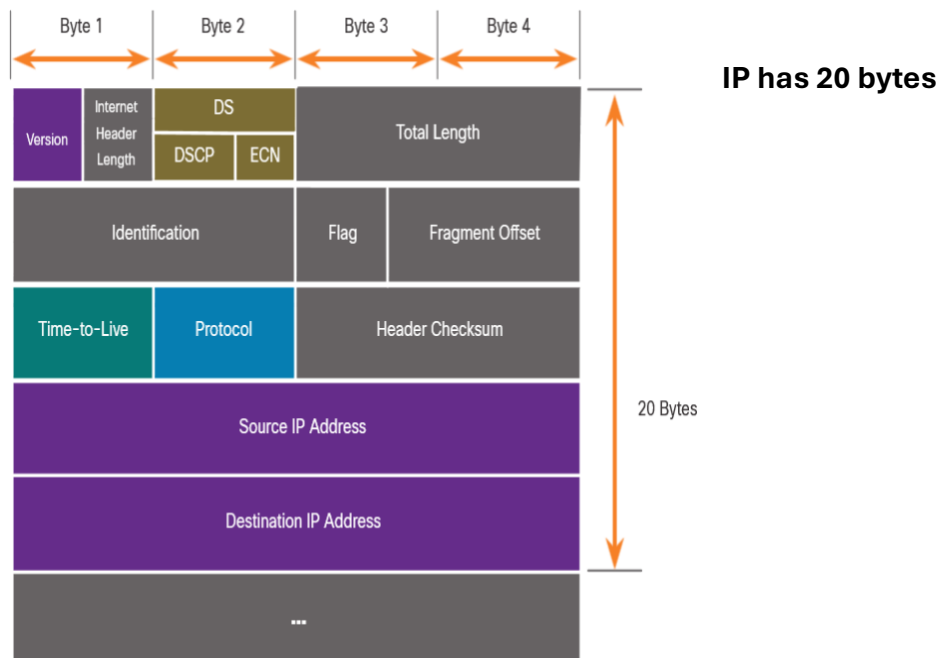 Byte 1 Byte 2 Byte 3 Byte 4
IP has 20 bytes
Version
Internet
Header
Length
DS
DSCP ECN
Total Length
Identification Flag Fragment Offset
Time-to-Live Protocol Header Checksum
Source IP Address
20 Bytes
Destination IP Address
...